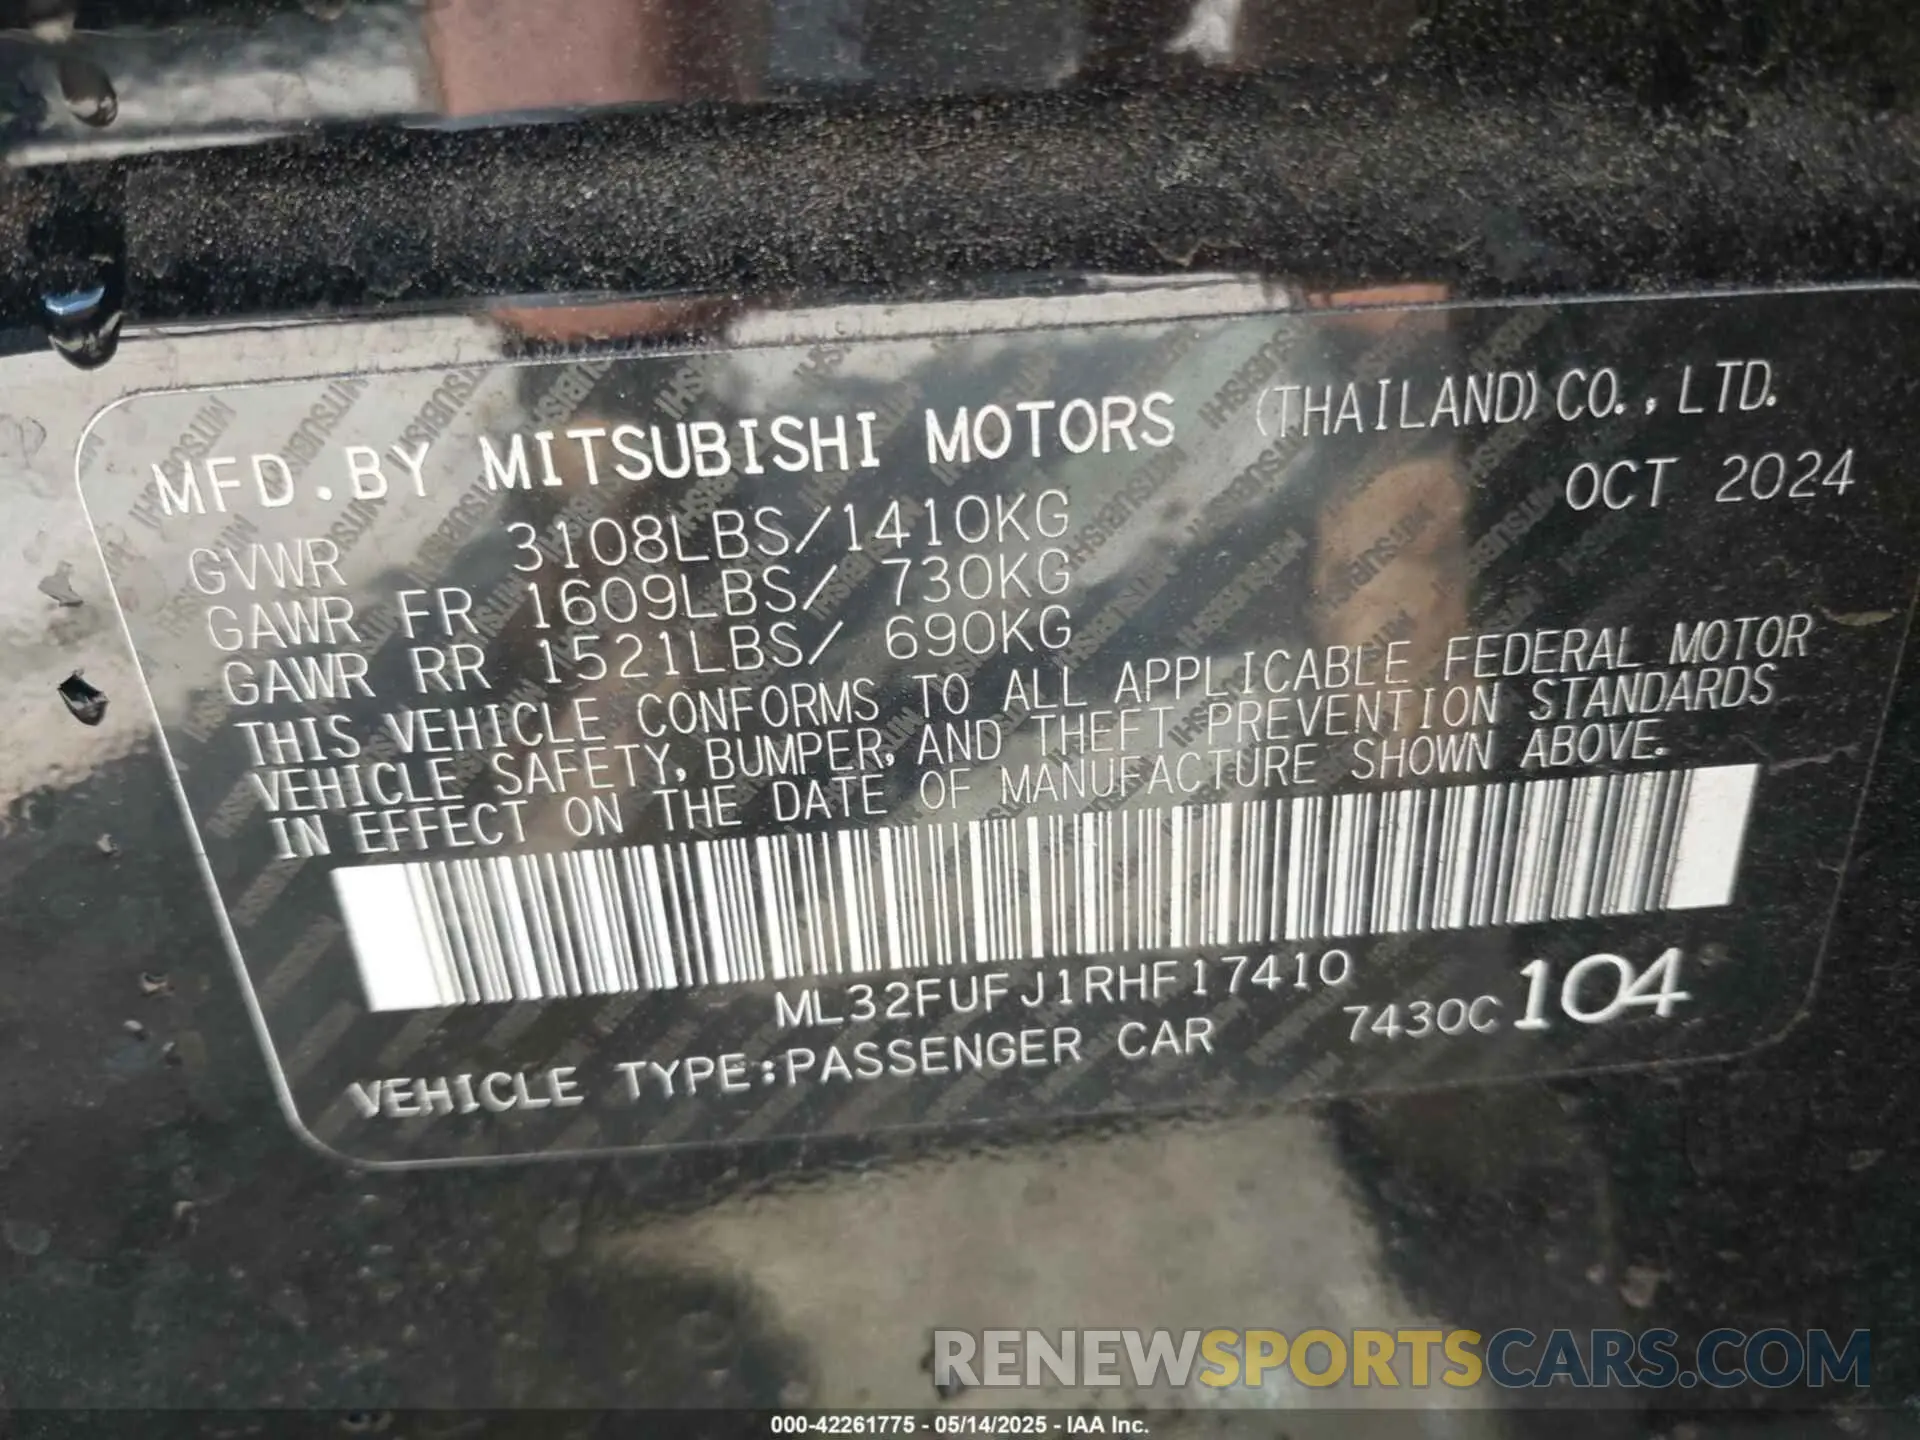 MFD.BY MITSUBISHI MOTORS (THAILAND) CO.,LTD.
OCT 2024
GVWR 3108LBS/1410KG
GAWR FR 1609LBS/ 730KG
GAWR RR 1521LBS/ 690KG
THIS VEHICLE CONFORMS TO ALL APPLICABLE FEDERAL MOTOR
VEHICLE SAFETY, BUMPER, AND THEFT PREVENTION STANDARDS
IN EFFECT ON THE DATE OF MANUFACTURE SHOWN ABOVE.
ML32FUFJ1RHF17410
VEHICLE TYPE:PASSENGER CAR 7430C 104
RENEWSPORTSCARS.COM
000-42261775 - 05/14/2025 - IAA Inc.